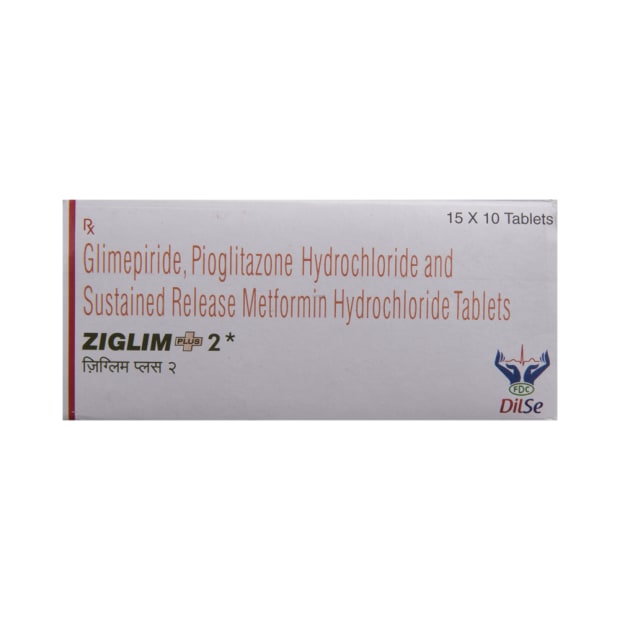 15 X 10 Tablets
Rx
Glimepiride, Pioglitazone Hydrochloride and
Sustained Release Metformin Hydrochloride Tablets
ZIGLIM PLUS 2*
ज़िग्लिम प्लस २
FDC
DilSe